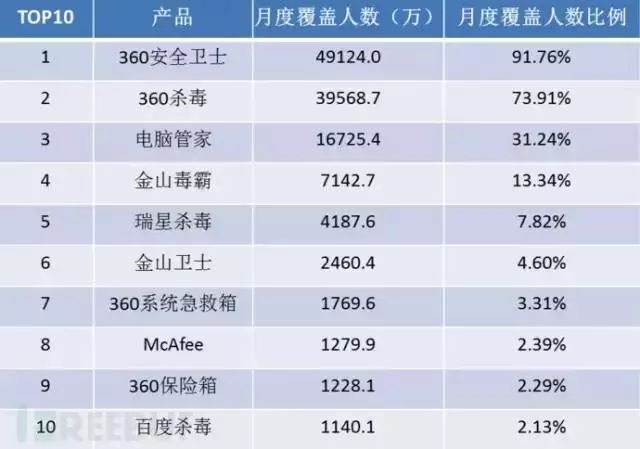 TOP10 产品 月度覆盖人数（万） 月度覆盖人数比例
1 360安全卫士 49124.0 91.76%
2 360杀毒 39568.7 73.91%
3 电脑管家 16725.4 31.24%
4 金山毒霸 7142.7 13.34%
5 瑞星杀毒 4187.6 7.82%
6 金山卫士 2460.4 4.60%
7 360系统急救箱 1769.6 3.31%
8 McAfee 1279.9 2.39%
9 360保险箱 1228.1 2.29%
10 百度杀毒 1140.1 2.13%